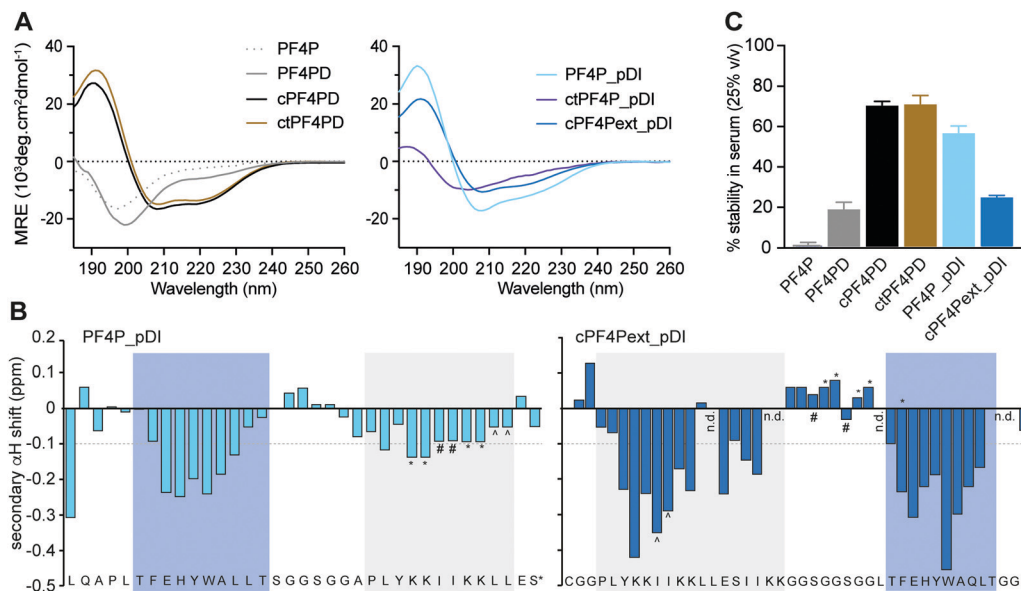 A
MRE (10³deg.cm²dmol⁻¹)
40
20
0
-20
190 200 210 220 230 240 250 260
Wavelength (nm)
PF4P
PF4PD
cPF4PD
ctPF4PD
40
20
0
-20
190 200 210 220 230 240 250 260
Wavelength (nm)
PF4P_pDI
ctPF4P_pDI
cPF4Pext_pDI
C
% stability in serum (25% v/v)
100
80
60
40
20
0
PF4P
PF4PD
cPF4PD
ctPF4PD
PF4P_pDI
cPF4Pext_pDI
B
secondary αH shift (ppm)
0.2
0.1
0
-0.1
-0.2
-0.3
-0.4
-0.5
PF4P_pDI
* * # # * * ^ ^
L Q A P L T F E H Y W A L L T S G G S G G A P L Y K K I I K K L L E S*
cPF4Pext_pDI
^ ^ n.d. n.d. # * * # * * n.d. * n.d.
C G G P L Y K K I I K K L L E S I I K K G G S G G S G G L T F E H Y W A Q L T G G